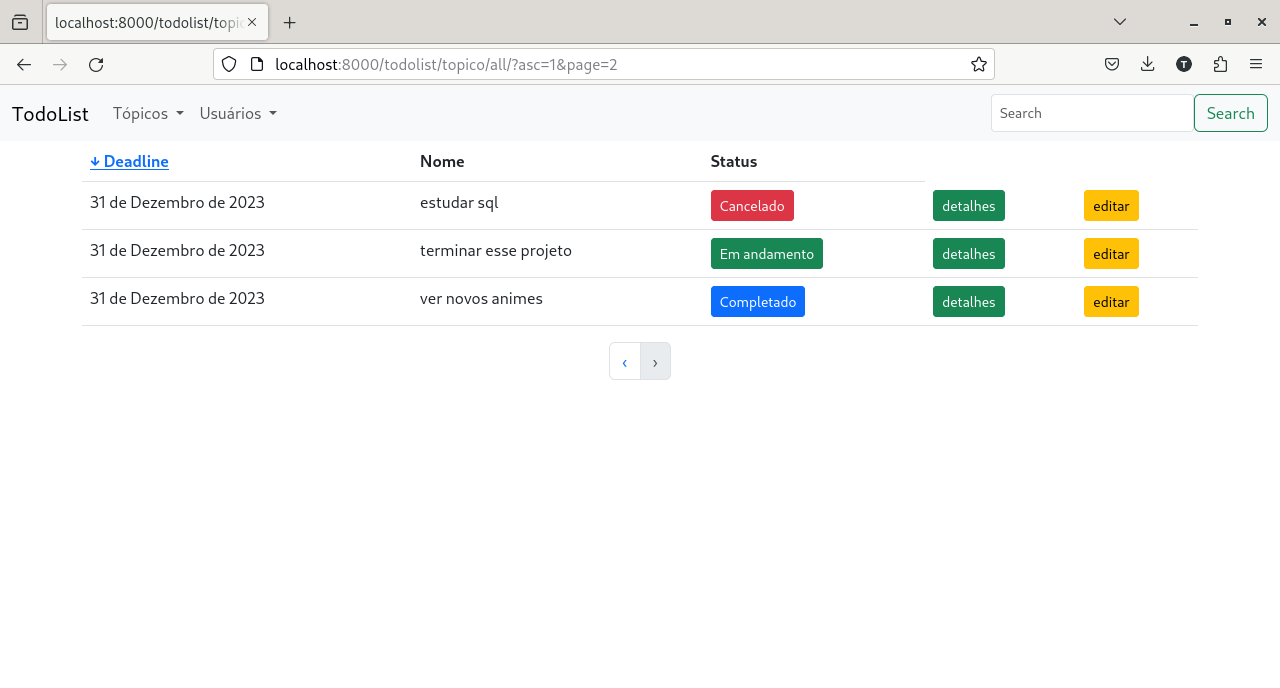 localhost:8000/todolist/topic
localhost:8000/todolist/topico/all/?asc=1&page=2
TodoList Tópicos Usuários Search Search
↓ Deadline Nome Status
31 de Dezembro de 2023 estudar sql Cancelado detalhes editar
31 de Dezembro de 2023 terminar esse projeto Em andamento detalhes editar
31 de Dezembro de 2023 ver novos animes Completado detalhes editar
‹ ›